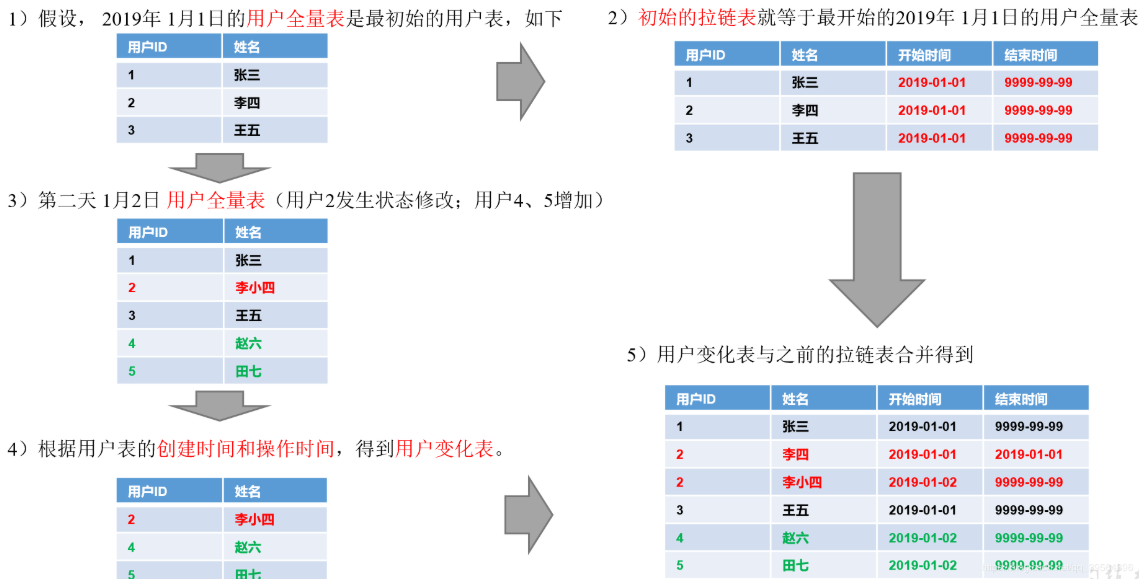 1）假设， 2019年 1月1日的用户全量表是最初始的用户表，如下
用户ID 姓名
1 张三
2 李四
3 王五
2）初始的拉链表就等于最开始的2019年 1月1日的用户全量表
用户ID 姓名 开始时间 结束时间
1 张三 2019-01-01 9999-99-99
2 李四 2019-01-01 9999-99-99
3 王五 2019-01-01 9999-99-99
3）第二天 1月2日 用户全量表（用户2发生状态修改；用户4、5增加）
用户ID 姓名
1 张三
2 李小四
3 王五
4 赵六
5 田七
4）根据用户表的创建时间和操作时间，得到用户变化表。
用户ID 姓名
2 李小四
4 赵六
5 田七
5）用户变化表与之前的拉链表合并得到
用户ID 姓名 开始时间 结束时间
1 张三 2019-01-01 9999-99-99
2 李四 2019-01-01 2019-01-01
2 李小四 2019-01-02 9999-99-99
3 王五 2019-01-01 9999-99-99
4 赵六 2019-01-02 9999-99-99
5 田七 2019-01-02 9999-99-99